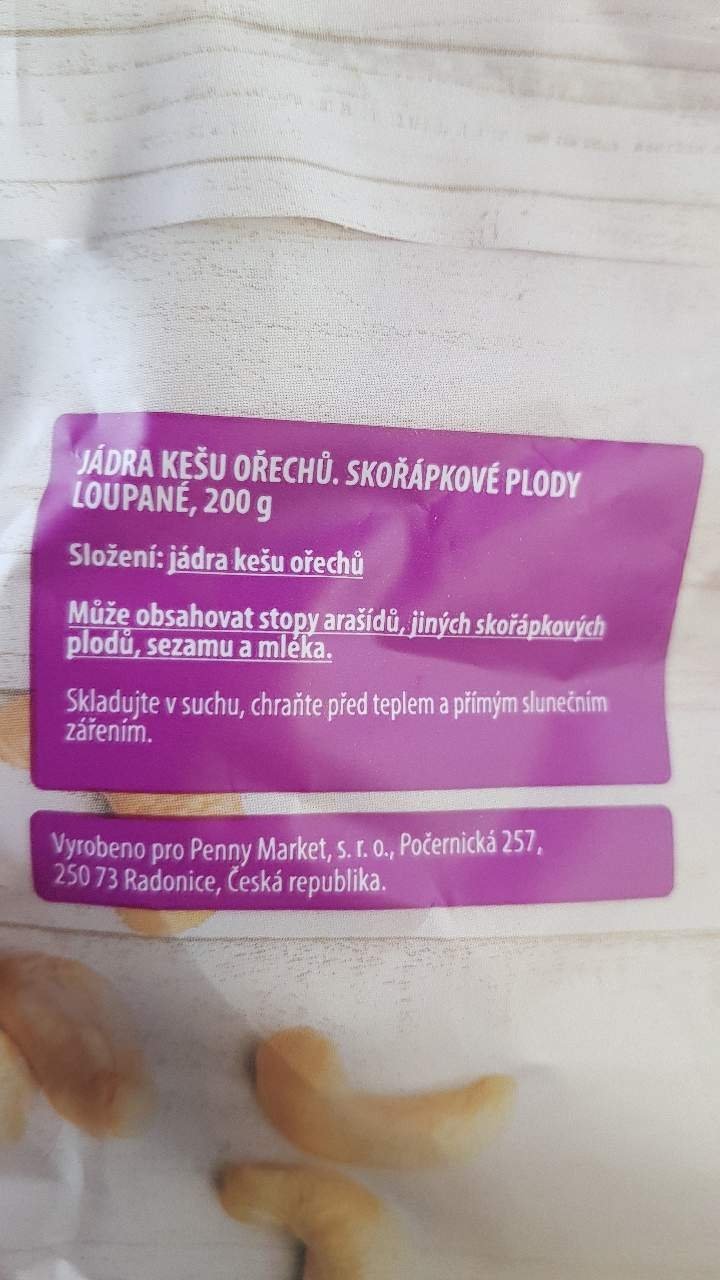 JÁDRA KEŠU OŘECHŮ. SKOŘÁPKOVÉ PLODY
LOUPANÉ, 200 g
Složení: jádra kešu ořechů
Může obsahovat stopy arašídů, jiných skořápkových
plodů, sezamu a mléka.
Skladujte v suchu, chraňte před teplem a přímým slunečním
zářením.
Vyrobeno pro Penny Market, s. r. o., Počernická 257,
250 73 Radonice, Česká republika.